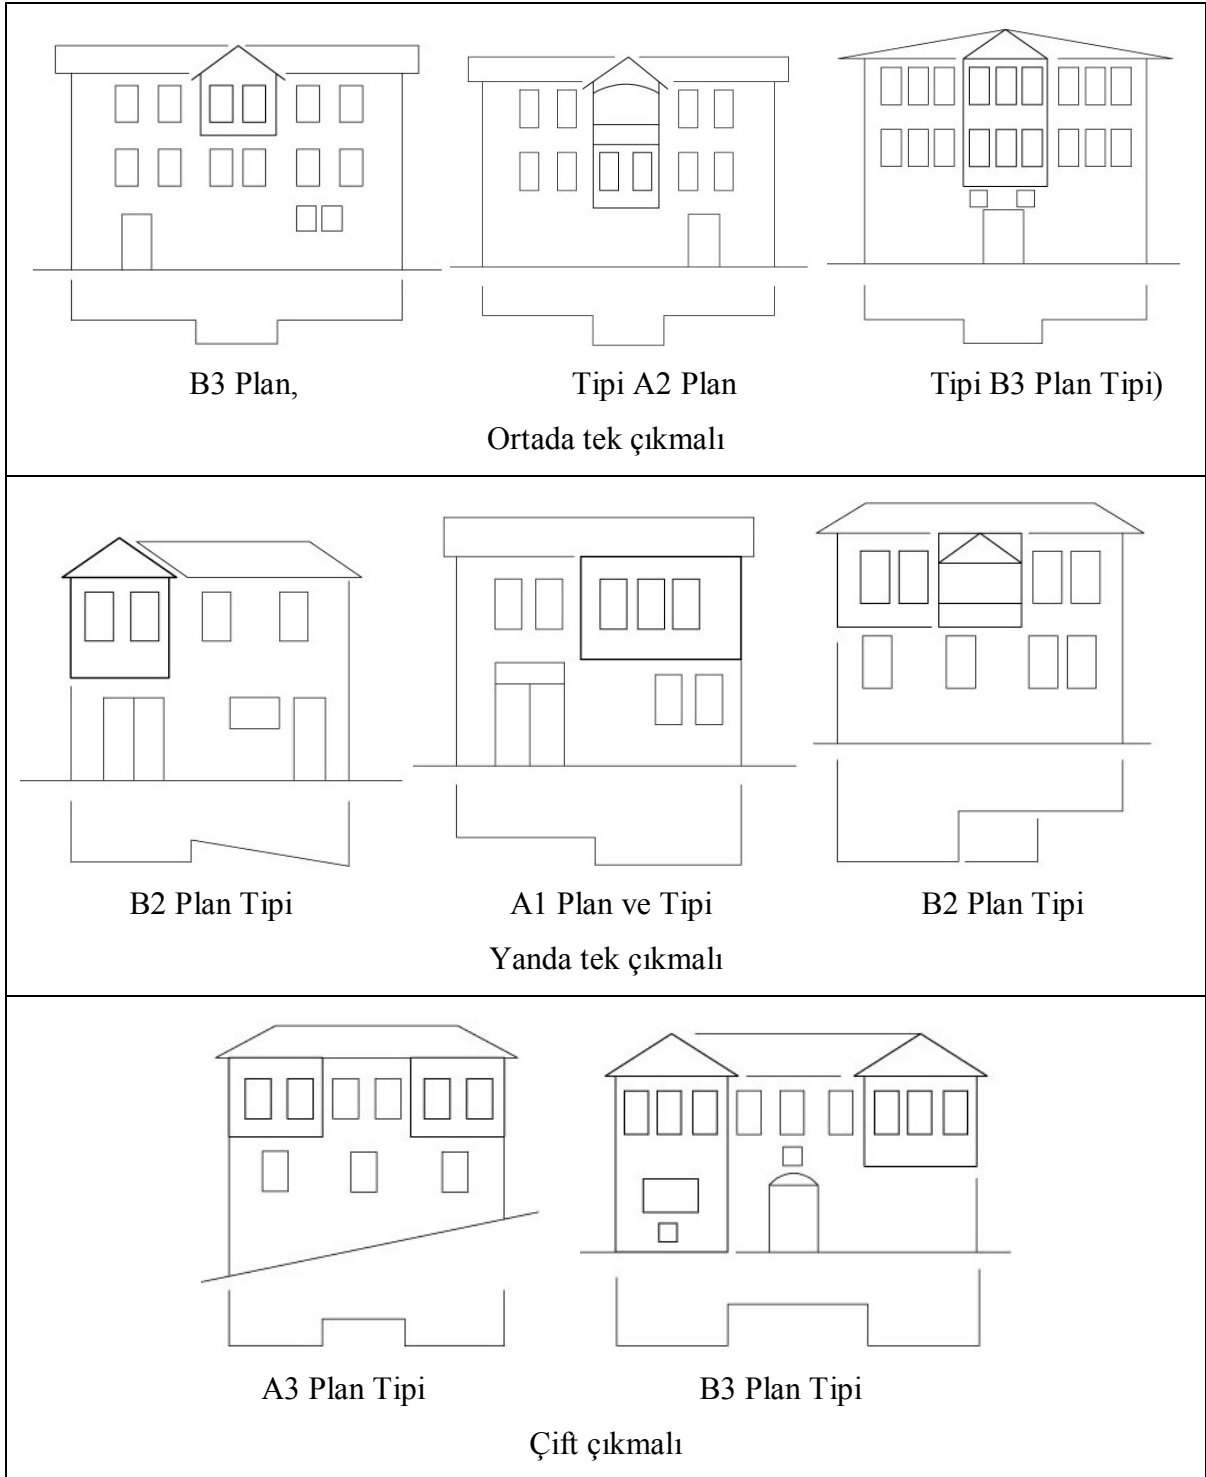 B3 Plan, Tipi A2 Plan Tipi B3 Plan Tipi)
Ortada tek çıkmalı
B2 Plan Tipi A1 Plan ve Tipi B2 Plan Tipi
Yanda tek çıkmalı
A3 Plan Tipi B3 Plan Tipi
Çift çıkmalı